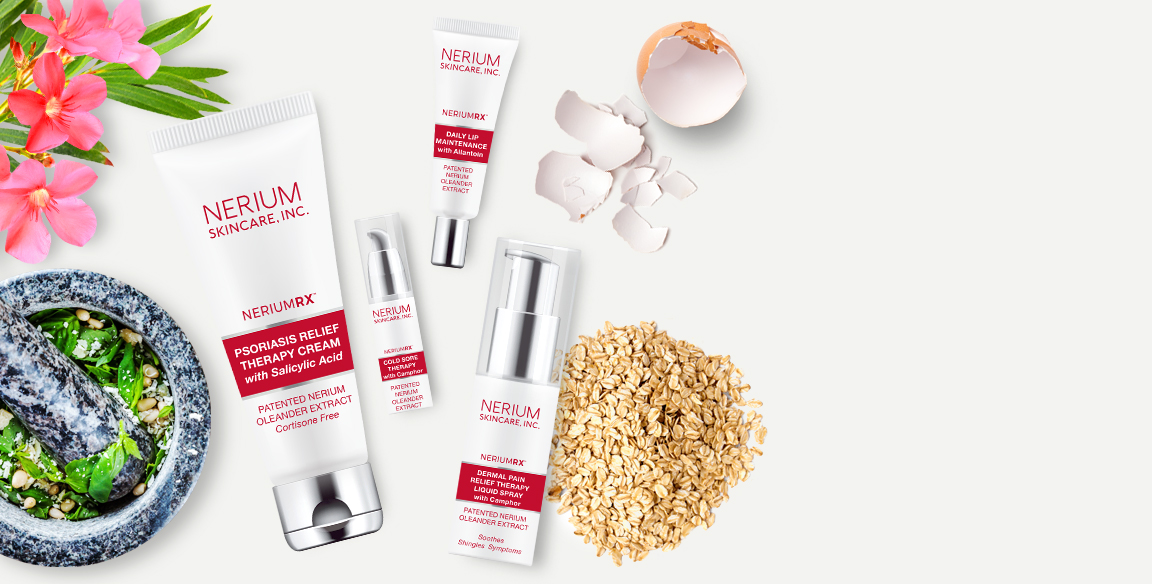 NERIUM
SKINCARE, INC.
NERIUMRX™
PSORIASIS RELIEF
THERAPY CREAM
with Salicylic Acid
PATENTED NERIUM
OLEANDER EXTRACT
Cortisone Free
NERIUM
SKINCARE, INC.
NERIUMRX
COLD SORE
THERAPY
with Camphor
PATENTED
NERIUM
OLEANDER
EXTRACT
NERIUM
SKINCARE, INC.
NERIUMRX™
DAILY LIP
MAINTENANCE
with Allantoin
PATENTED
NERIUM
OLEANDER
EXTRACT
NERIUM
SKINCARE, INC.
NERIUMRX™
DERMAL PAIN
RELIEF THERAPY
LIQUID SPRAY
with Camphor
PATENTED NERIUM
OLEANDER EXTRACT
Soothes
Shingles Symptoms